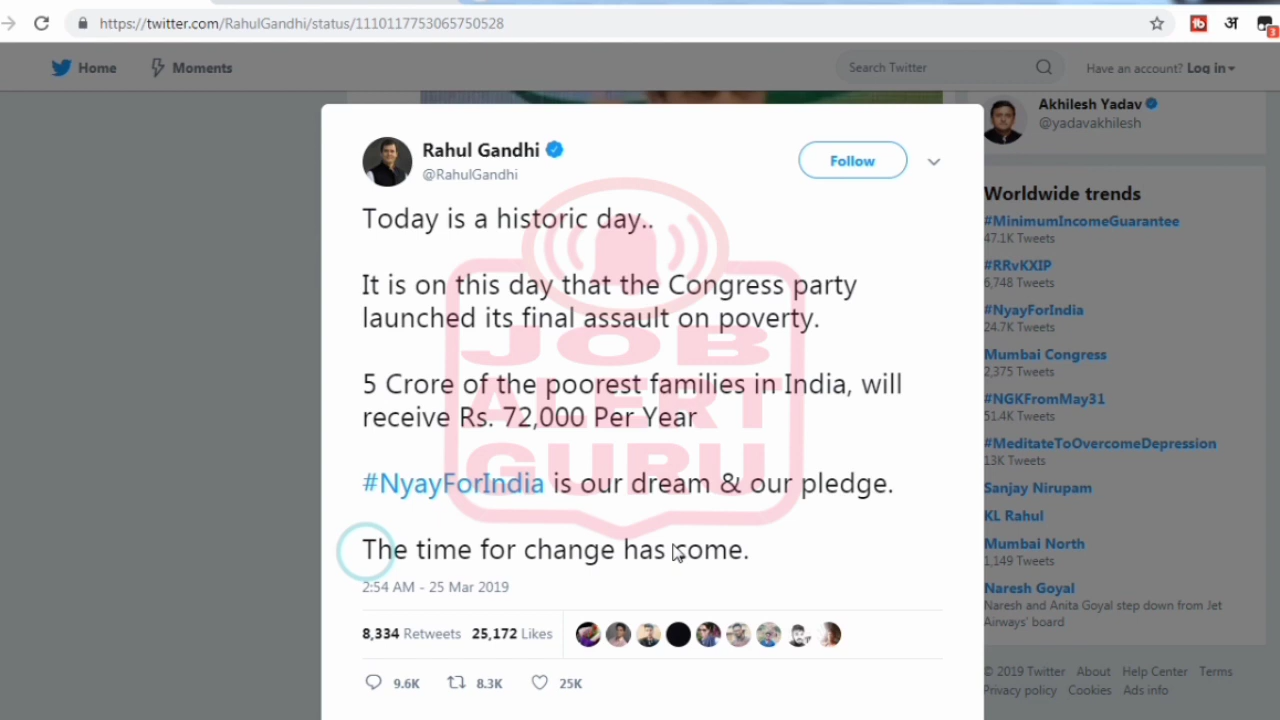 https://twitter.com/RahulGandhi/status/1110117753065750528
अ
3
Home
Moments
Search Twitter
Have an account? Log in
Rahul Gandhi
@RahulGandhi
Follow
Today is a historic day..
It is on this day that the Congress party
launched its final assault on poverty.
5 Crore of the poorest families in India, will
receive Rs. 72,000 Per Year
#NyayForIndia is our dream & our pledge.
The time for change has come.
2:54 AM - 25 Mar 2019
8,334 Retweets 25,172 Likes
9.6K
8.3K
25K
JOB
ALERT
GURU
Akhilesh Yadav
@yadavakhilesh
Worldwide trends
#MinimumIncomeGuarantee
47.1K Tweets
#RRvKXIP
6,748 Tweets
#NyayForIndia
24.7K Tweets
Mumbai Congress
2,375 Tweets
#NGKFromMay31
51.4K Tweets
#MeditateToOvercomeDepression
13K Tweets
Sanjay Nirupam
KL Rahul
Mumbai North
1,149 Tweets
Naresh Goyal
Naresh and Anita Goyal step down from Jet
Airways' board
© 2019 Twitter About Help Center Terms
Privacy policy Cookies Ads info